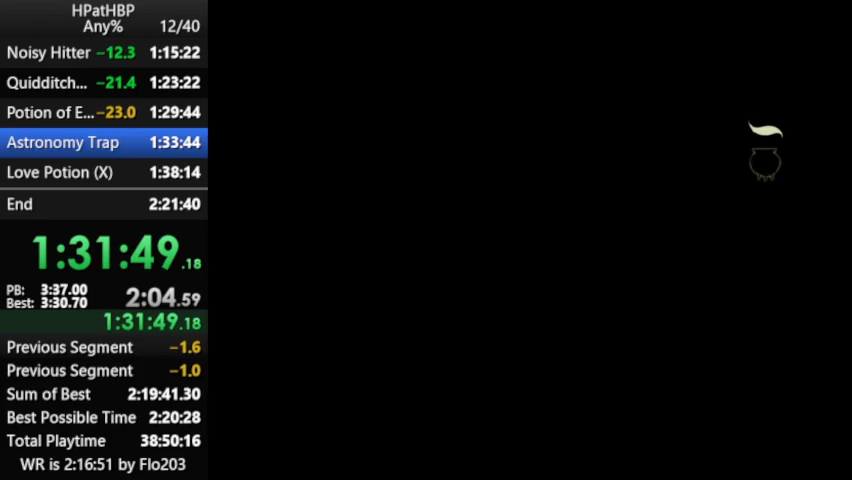 HPatHBP
Any% 12/40
Noisy Hitter −12.3 1:15:22
Quidditch... −21.4 1:23:22
Potion of E... −23.0 1:29:44
Astronomy Trap 1:33:44
Love Potion (X) 1:38:14
End 2:21:40
1:31:49.18
PB: 3:37.00
Best: 3:30.70 2:04.59
1:31:49.18
Previous Segment −1.6
Previous Segment −1.0
Sum of Best 2:19:41.30
Best Possible Time 2:20:28
Total Playtime 38:50:16
WR is 2:16:51 by Flo203